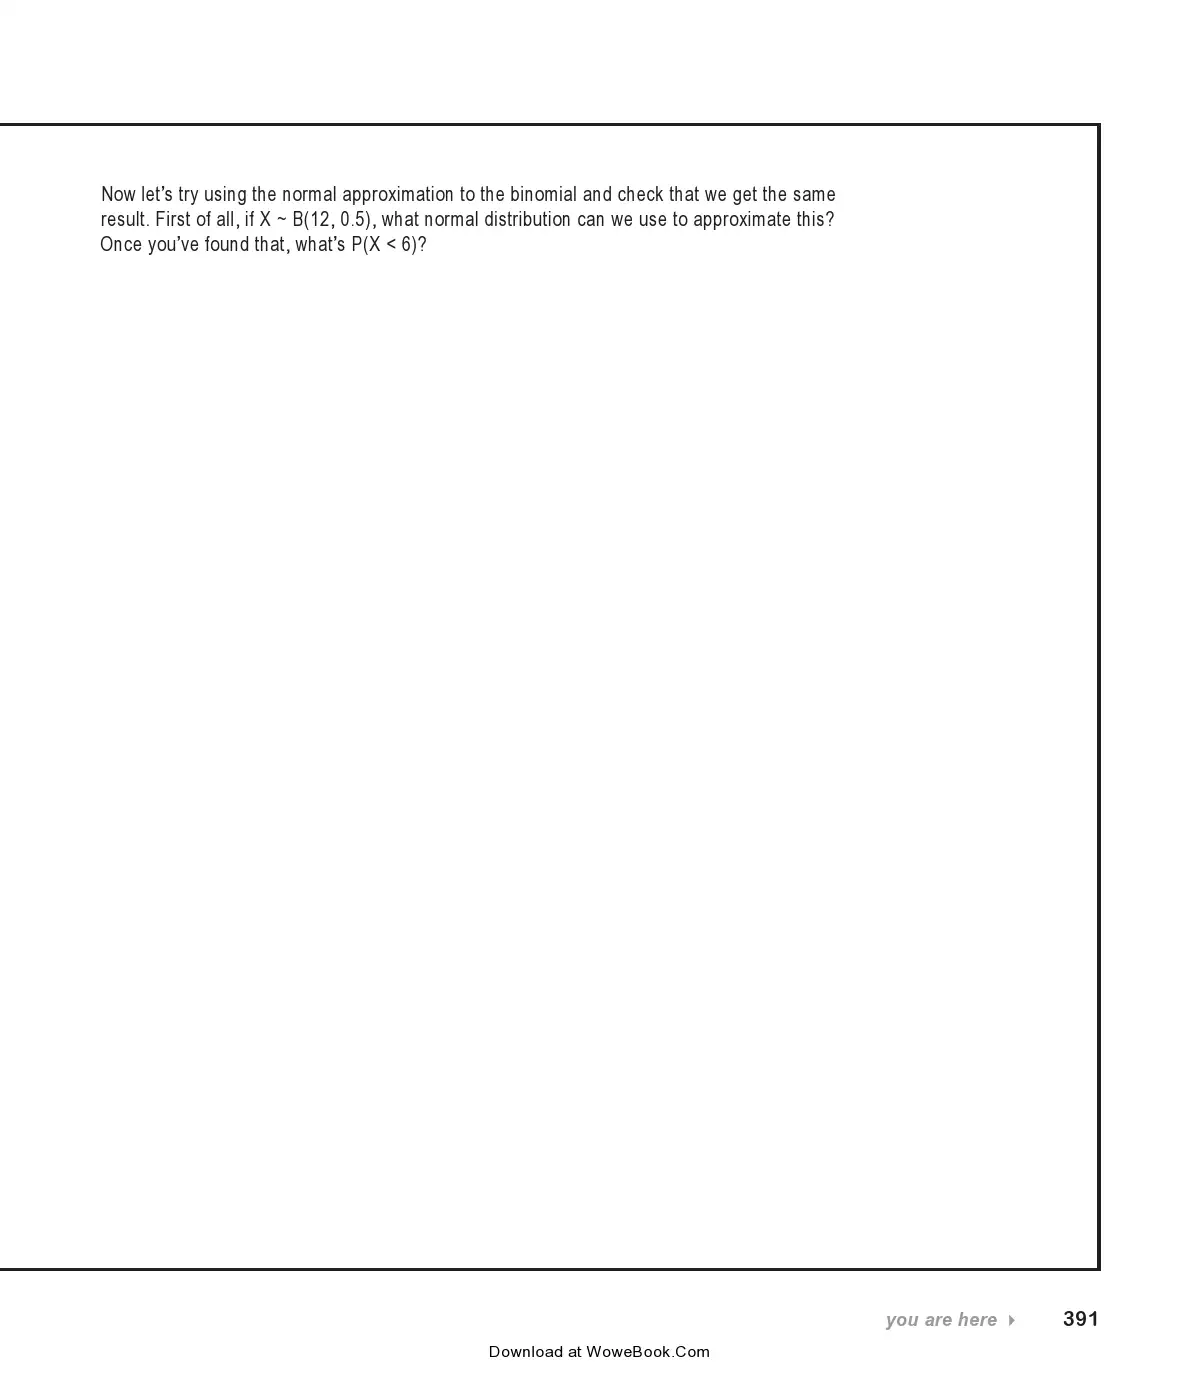 Now let’s try using the normal approximation to the binomial and check that we get the same
result. First of all, if X ~ B(12, 0.5), what normal distribution can we use to approximate this?
Once you’ve found that, what’s P(X < 6)?
you are here ▸ 391
Download at WoweBook.Com